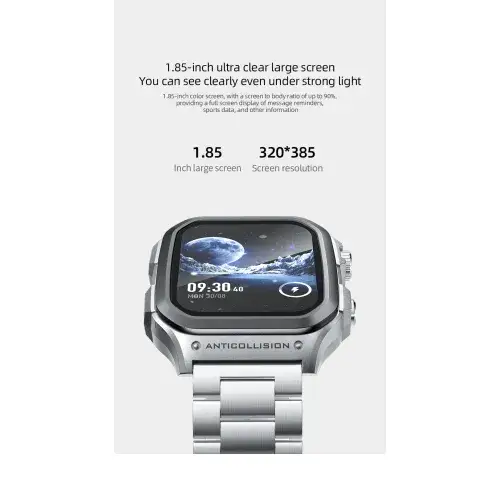 1.85-inch ultra clear large screen
You can see clearly even under strong light
1.85-inch color screen, with a screen to body ratio of up to 90%,
providing a full screen display of message reminders,
sports data, and other information
1.85 320*385
Inch large screen Screen resolution
09:30 40
MON 30/08
ANTICOLLISION